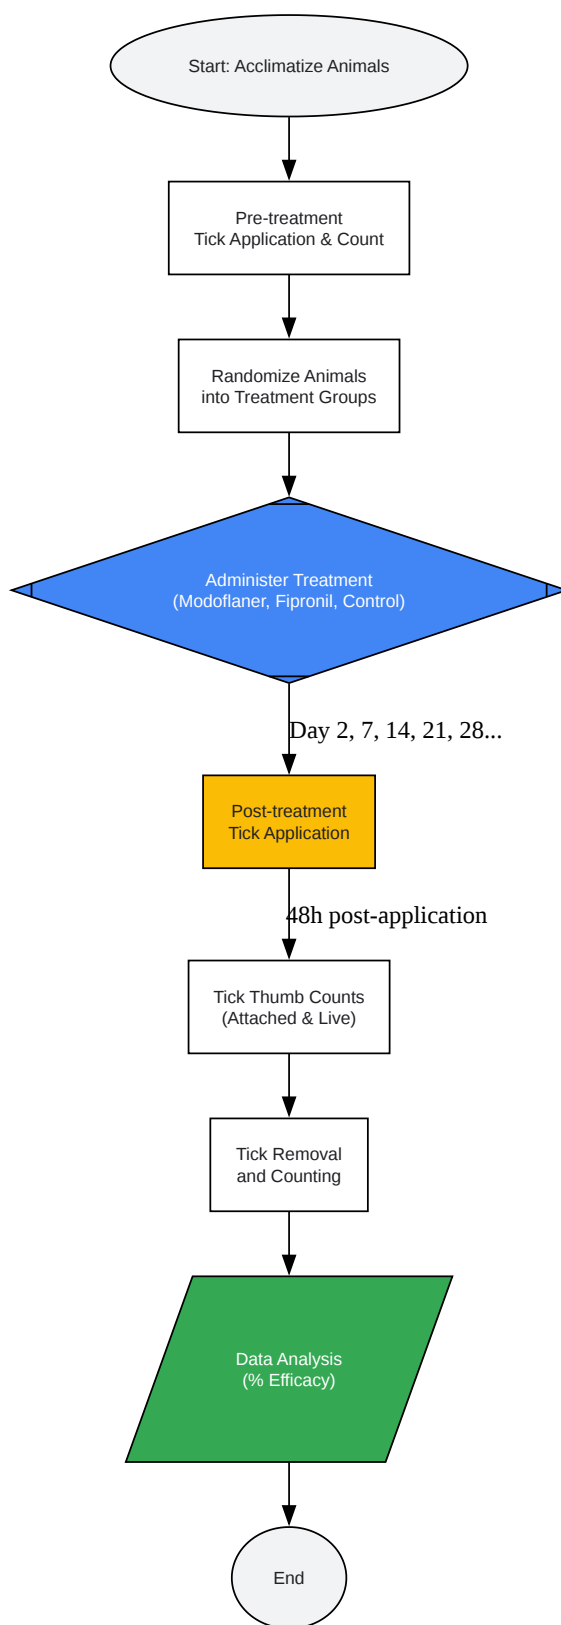 Start: Acclimatize Animals
Pre-treatment
Tick Application & Count
Randomize Animals
into Treatment Groups
Administer Treatment
(Modoflaner, Fipronil, Control)
Day 2, 7, 14, 21, 28...
Post-treatment
Tick Application
48h post-application
Tick Thumb Counts
(Attached & Live)
Tick Removal
and Counting
Data Analysis
(% Efficacy)
End